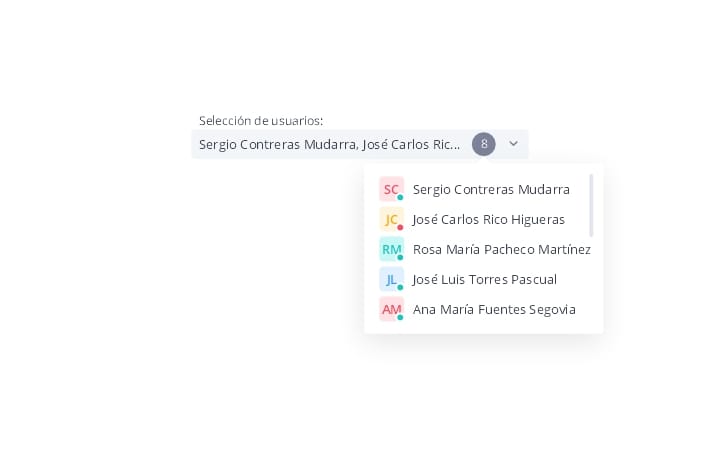 Selección de usuarios:
Sergio Contreras Mudarra, José Carlos Ric... 8
SC Sergio Contreras Mudarra
JC José Carlos Rico Higueras
RM Rosa María Pacheco Martínez
JL José Luis Torres Pascual
AM Ana María Fuentes Segovia